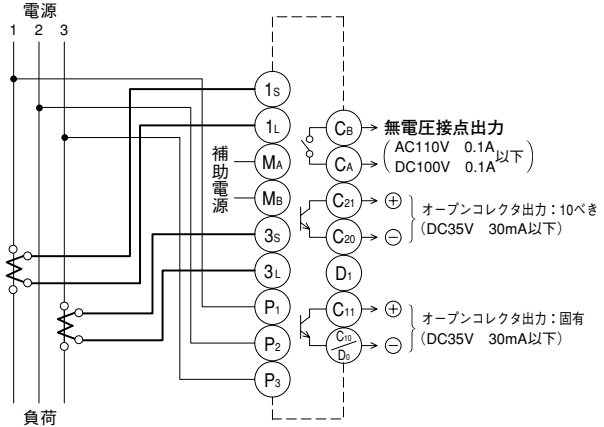 電源
1 2 3
1S
1L
MA
MB
補助電源
3S
3L
P1
P2
P3
CB
CA
C21
C20
D1
C11
C10/D0
無電圧接点出力
AC110V 0.1A
DC100V 0.1A
以下
+
オープンコレクタ出力：10べき
−
(DC35V 30mA以下)
+
オープンコレクタ出力：固有
−
(DC35V 30mA以下)
負荷